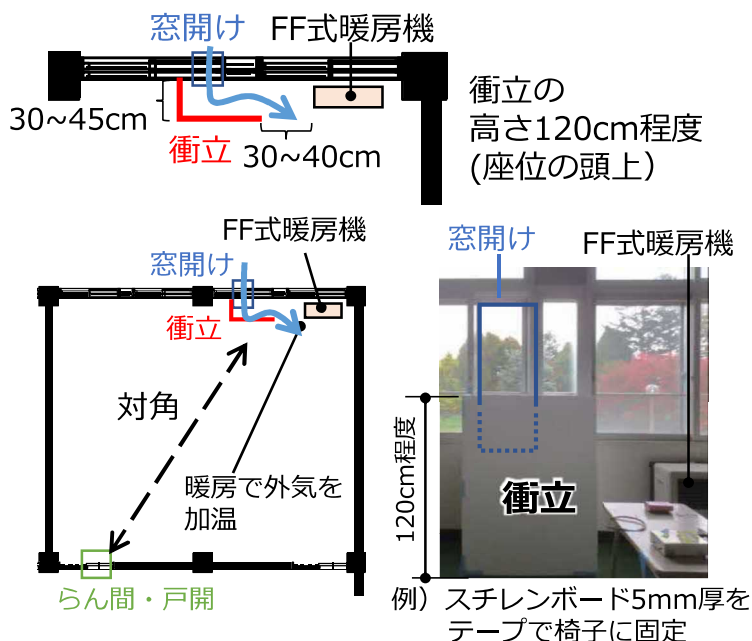 窓開け
FF式暖房機
30~45cm
衝立
30~40cm
衝立の
高さ120cm程度
(座位の頭上）
FF式暖房機
窓開け
衝立
対角
暖房で外気を
加温
らん間・戸開
窓開け
FF式暖房機
120cm程度
衝立
例）スチレンボード5mm厚を
テープで椅子に固定